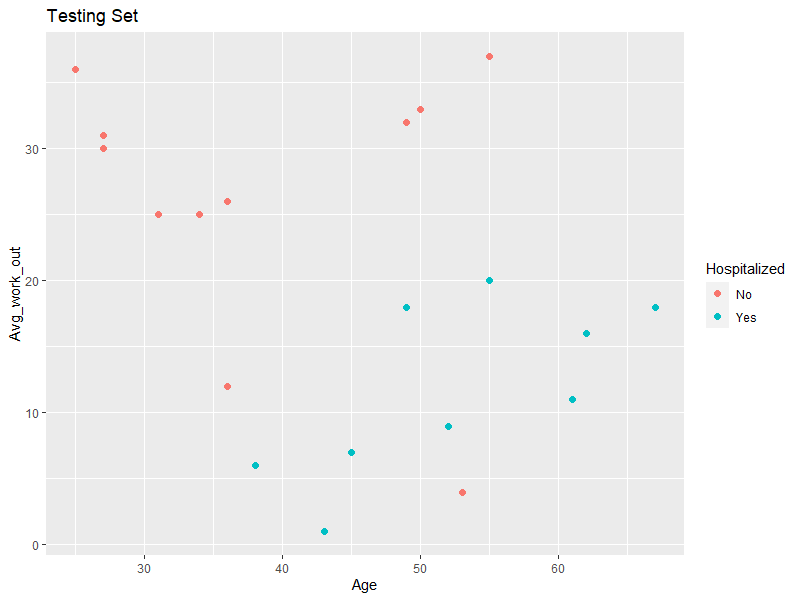 Testing Set
Avg_work_out
30
20
10
0
30 40 50 60
Age
Hospitalized
No
Yes